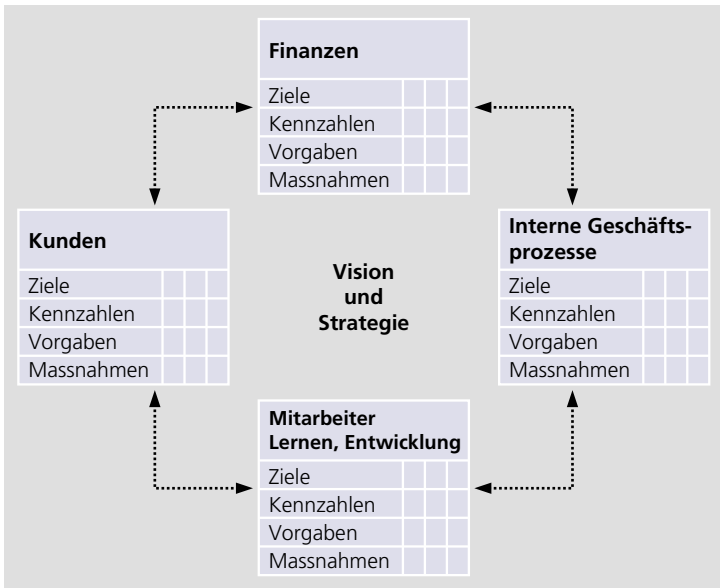 Finanzen
Ziele
Kennzahlen
Vorgaben
Massnahmen
Kunden
Ziele
Kennzahlen
Vorgaben
Massnahmen
Vision
und
Strategie
Interne Geschäfts-
prozesse
Ziele
Kennzahlen
Vorgaben
Massnahmen
Mitarbeiter
Lernen, Entwicklung
Ziele
Kennzahlen
Vorgaben
Massnahmen